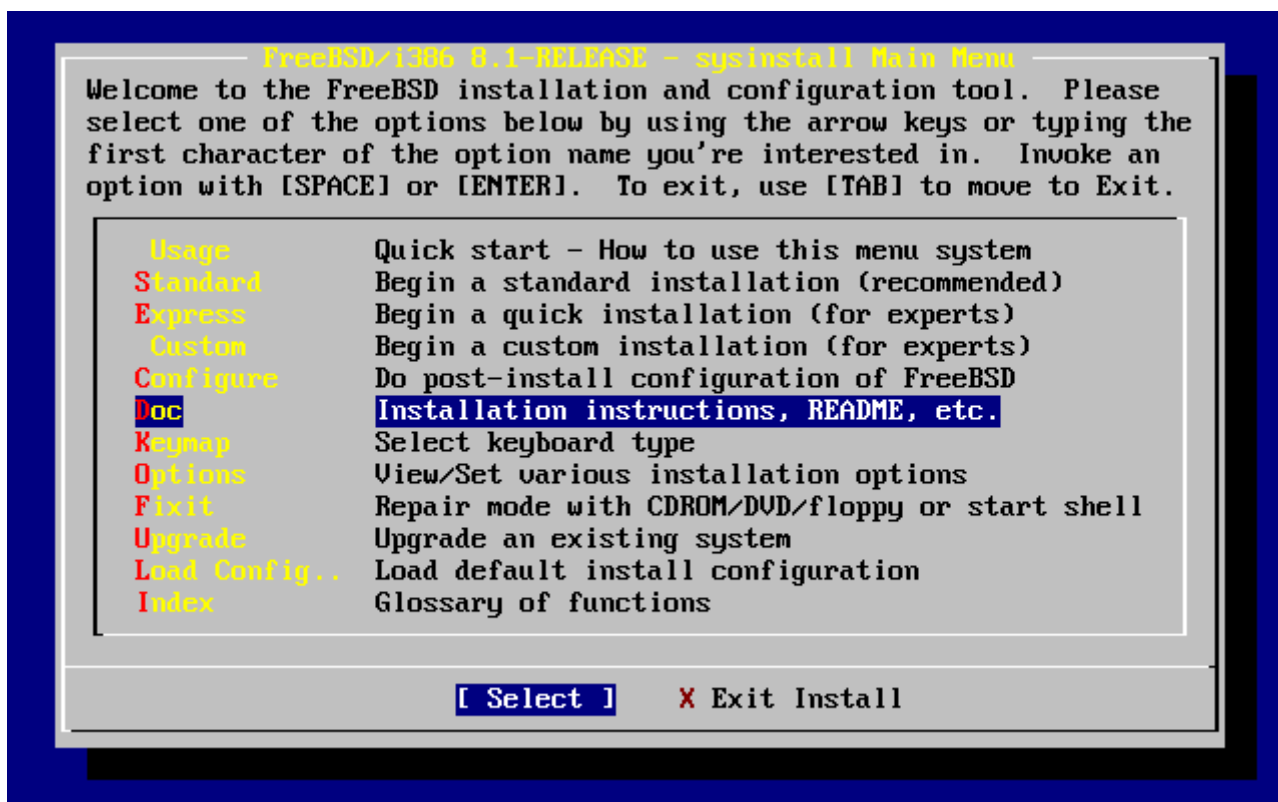 FreeBSD/i386 8.1-RELEASE - sysinstall Main Menu
Welcome to the FreeBSD installation and configuration tool.  Please
select one of the options below by using the arrow keys or typing the
first character of the option name you're interested in.  Invoke an
option with [SPACE] or [ENTER].  To exit, use [TAB] to move to Exit.
Usage Quick start - How to use this menu system
Standard Begin a standard installation (recommended)
Express Begin a quick installation (for experts)
Custom Begin a custom installation (for experts)
Configure Do post-install configuration of FreeBSD
Doc Installation instructions, README, etc.
Keymap Select keyboard type
Options View/Set various installation options
Fixit Repair mode with CDROM/DVD/floppy or start shell
Upgrade Upgrade an existing system
Load Config.. Load default install configuration
Index Glossary of functions
[ Select ] X Exit Install